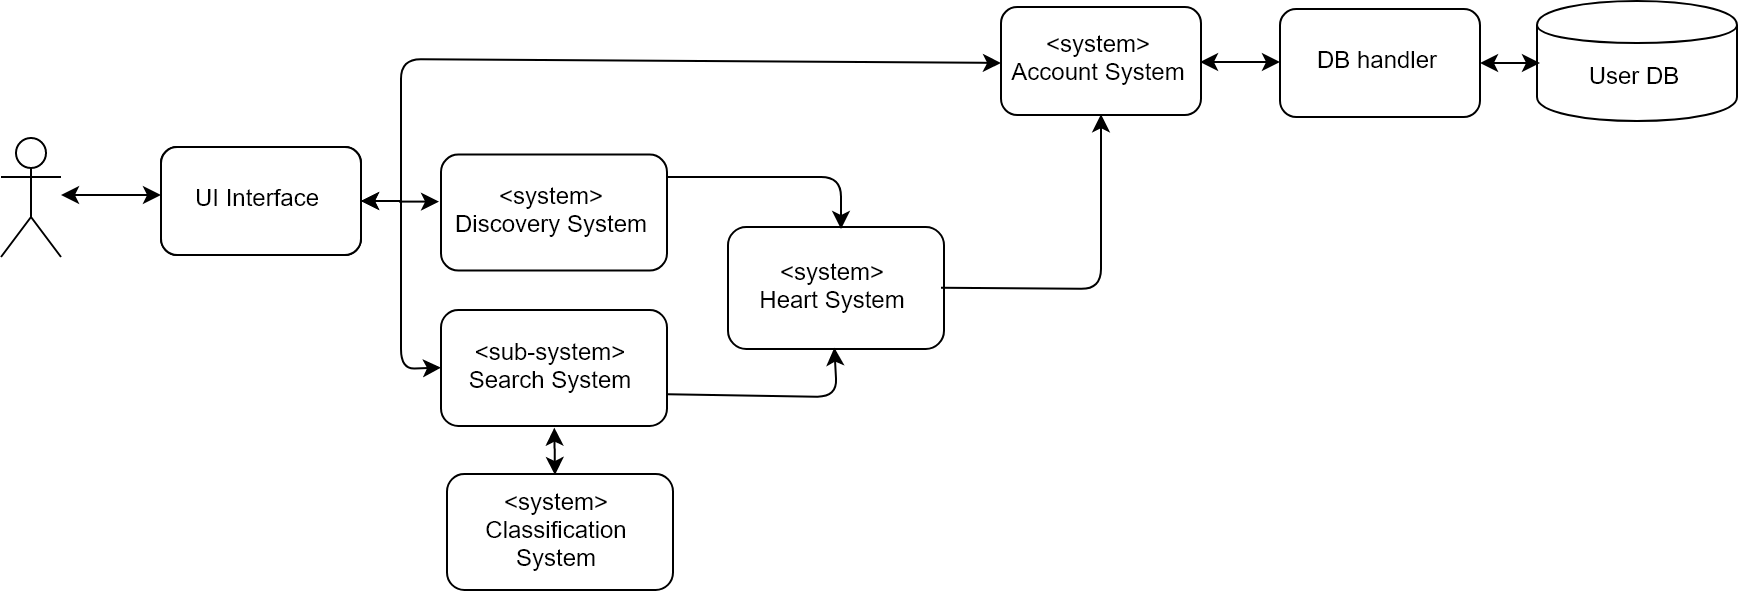 <system>
Account System
DB handler
User DB
UI Interface
<system>
Discovery System
<system>
Heart System
<sub-system>
Search System
<system>
Classification
System